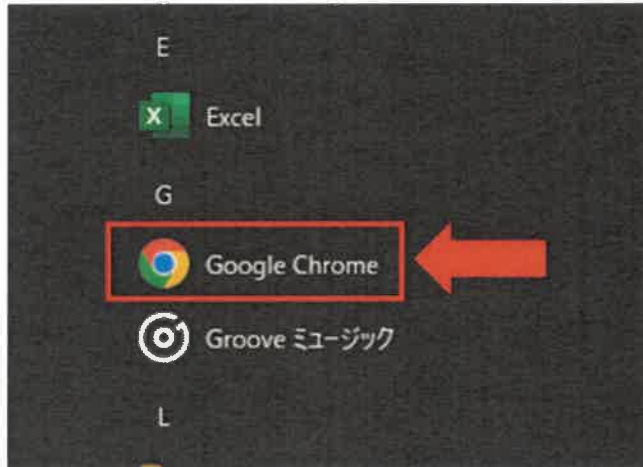 E
Excel
G
Google Chrome
Groove ミュージック
L